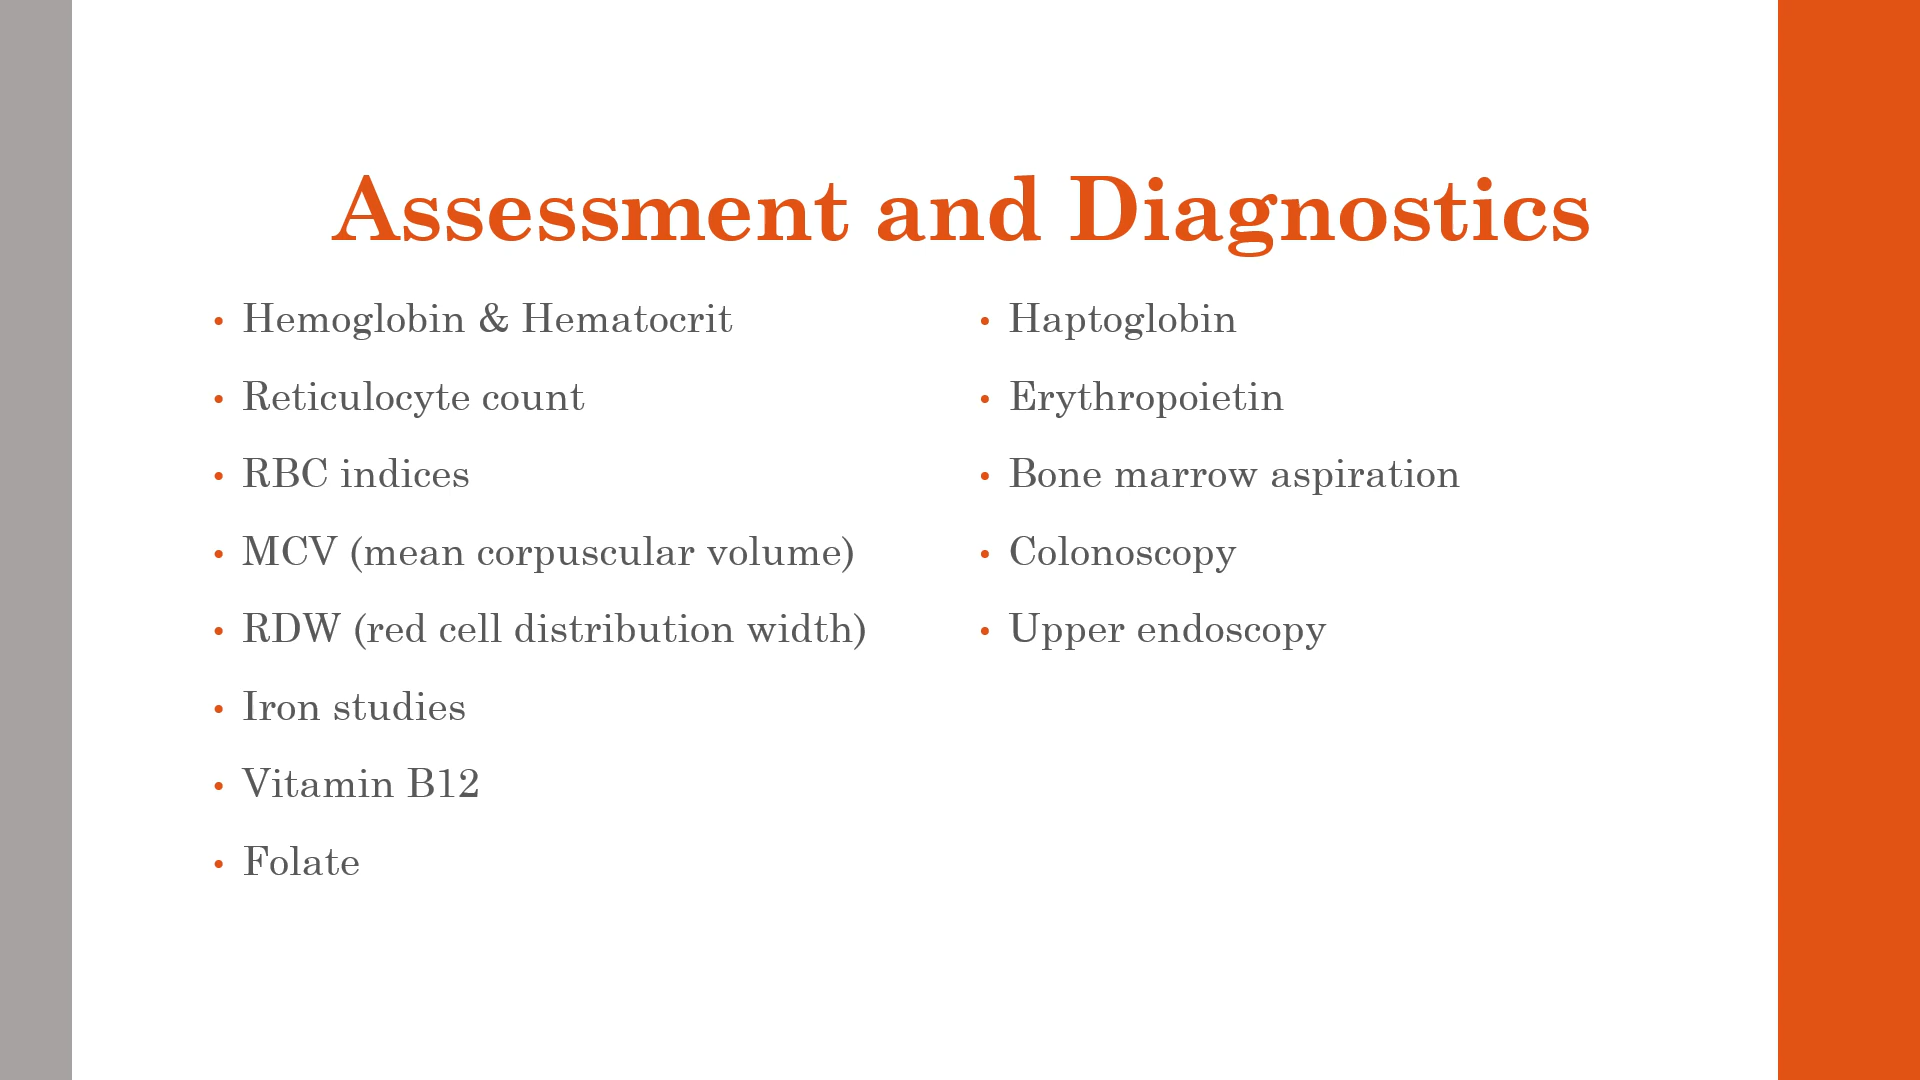 Assessment and Diagnostics
• Hemoglobin & Hematocrit
• Reticulocyte count
• RBC indices
• MCV (mean corpuscular volume)
• RDW (red cell distribution width)
• Iron studies
• Vitamin B12
• Folate
• Haptoglobin
• Erythropoietin
• Bone marrow aspiration
• Colonoscopy
• Upper endoscopy